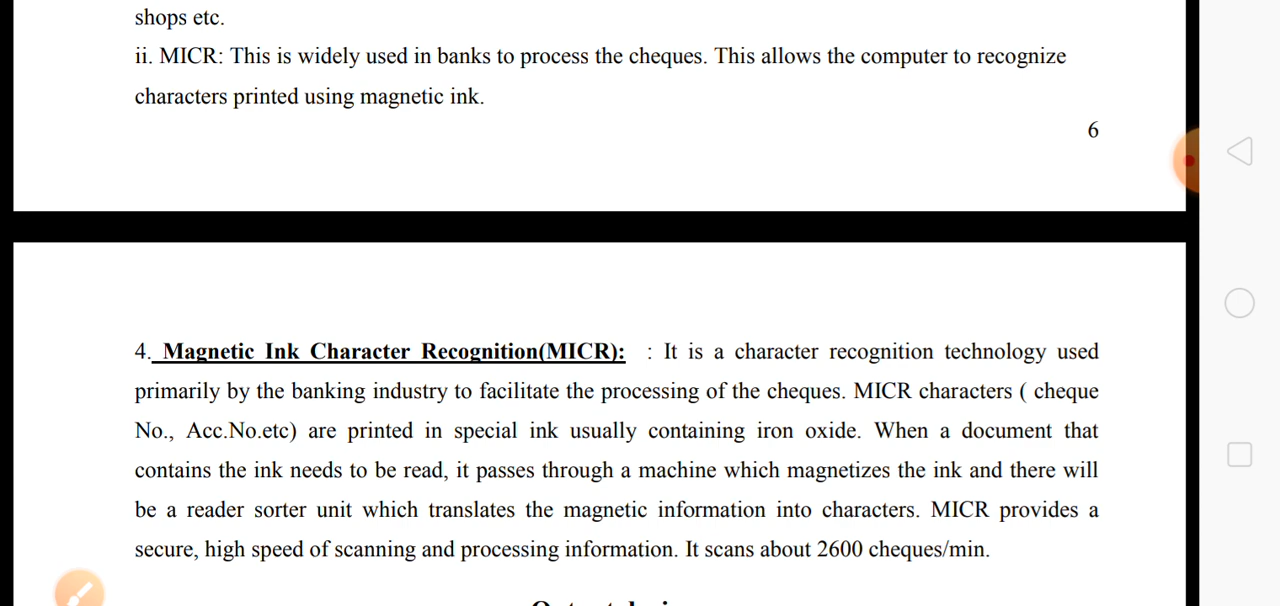 shops etc.
ii. MICR: This is widely used in banks to process the cheques. This allows the computer to recognize
characters printed using magnetic ink.
6
4. Magnetic Ink Character Recognition(MICR): : It is a character recognition technology used
primarily by the banking industry to facilitate the processing of the cheques. MICR characters ( cheque
No., Acc.No.etc) are printed in special ink usually containing iron oxide. When a document that
contains the ink needs to be read, it passes through a machine which magnetizes the ink and there will
be a reader sorter unit which translates the magnetic information into characters. MICR provides a
secure, high speed of scanning and processing information. It scans about 2600 cheques/min.